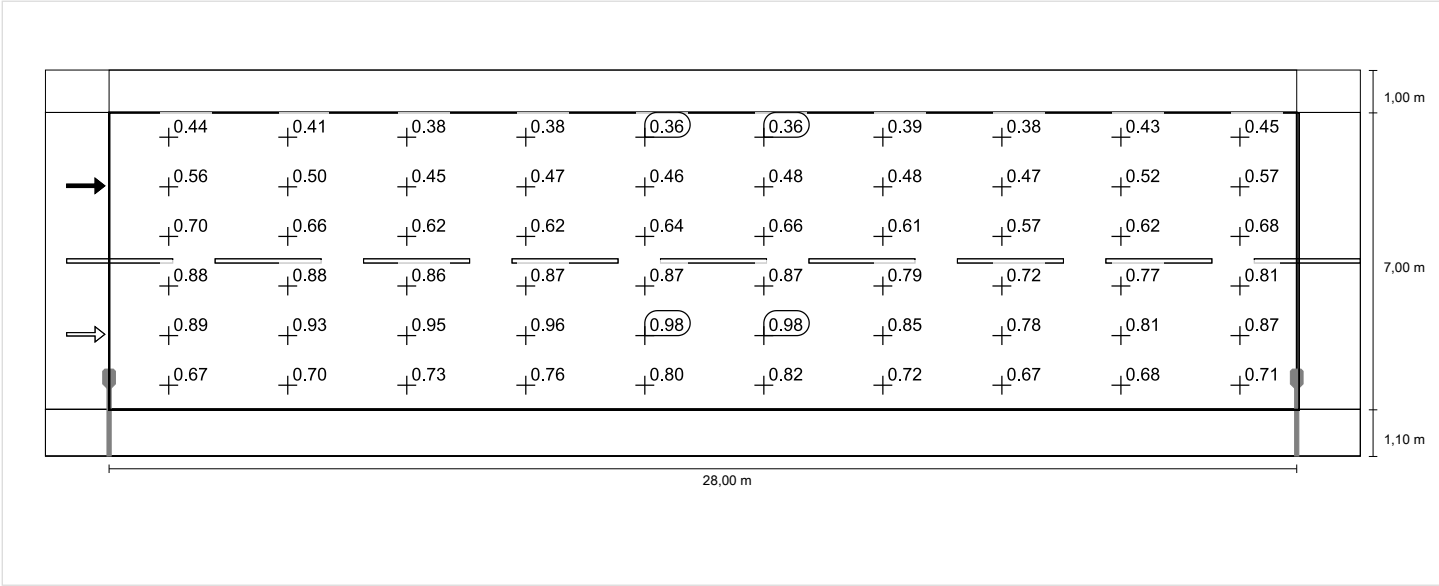 1,00 m
0.44 0.41 0.38 0.38 0.36 0.36 0.39 0.38 0.43 0.45
0.56 0.50 0.45 0.47 0.46 0.48 0.48 0.47 0.52 0.57
0.70 0.66 0.62 0.62 0.64 0.66 0.61 0.57 0.62 0.68
7,00 m
0.88 0.88 0.86 0.87 0.87 0.87 0.79 0.72 0.77 0.81
0.89 0.93 0.95 0.96 0.98 0.98 0.85 0.78 0.81 0.87
0.67 0.70 0.73 0.76 0.80 0.82 0.72 0.67 0.68 0.71
1,10 m
28,00 m